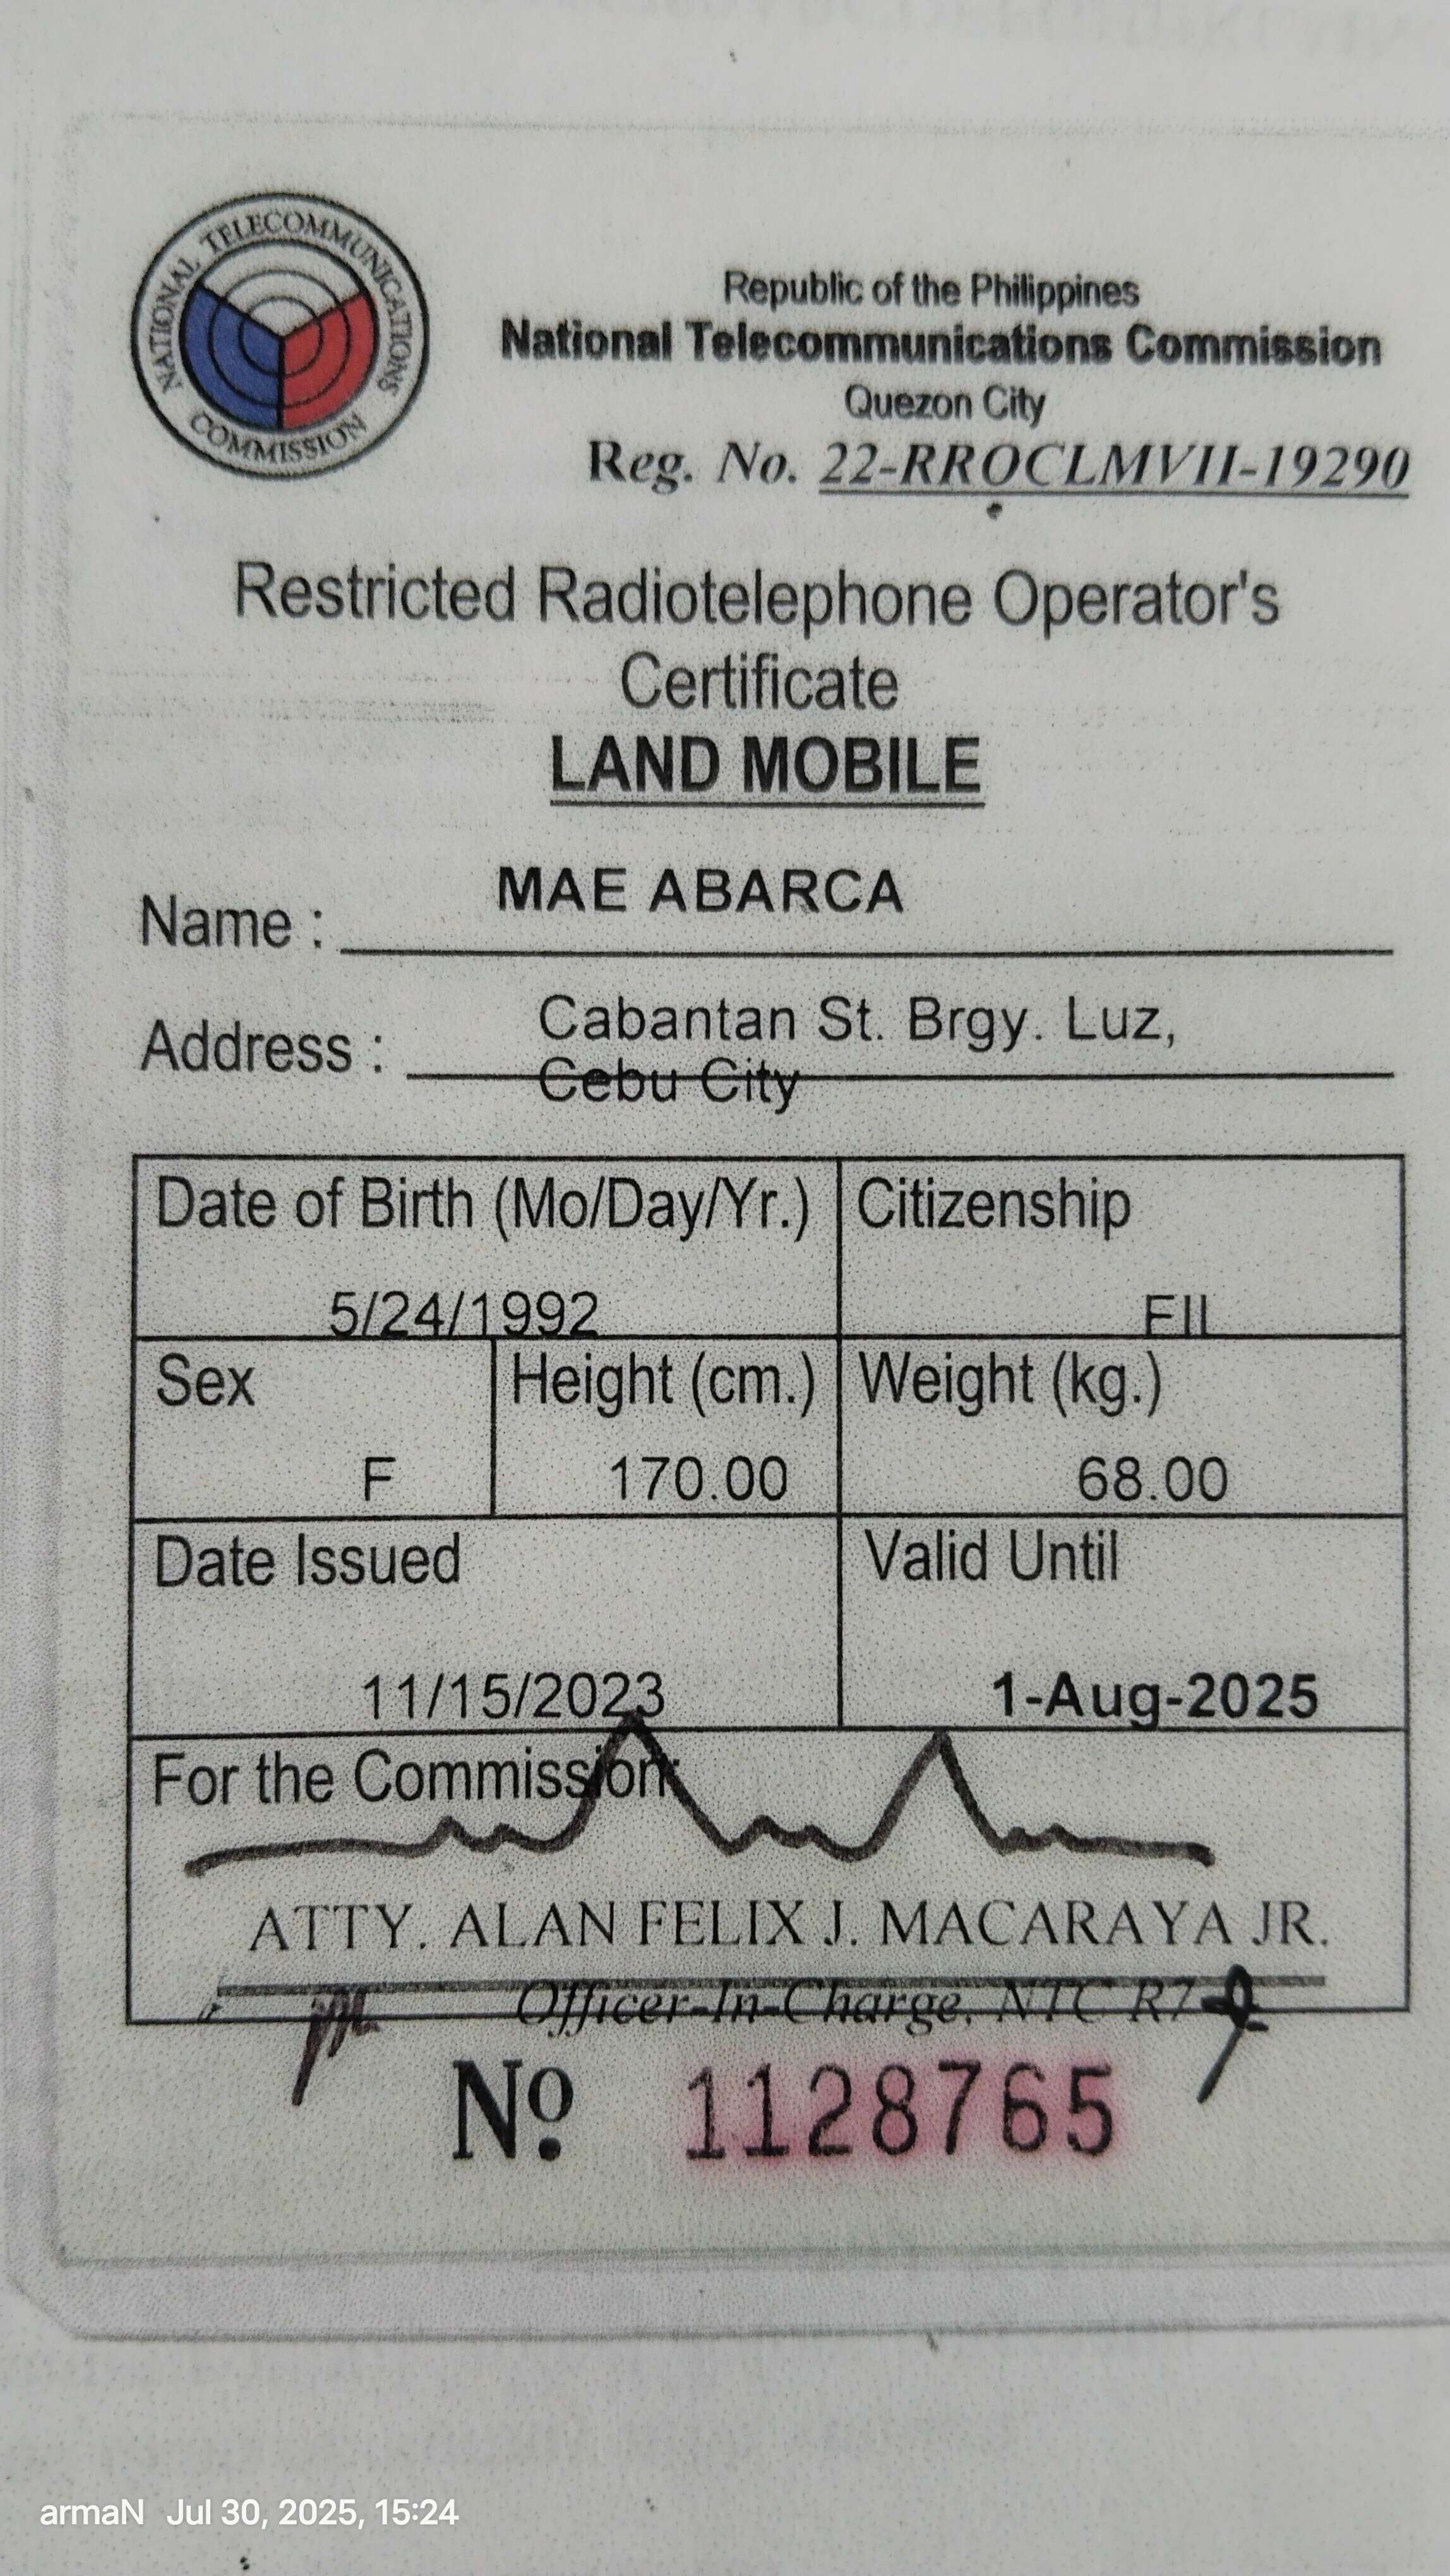 NATIONAL TELECOMMUNICATIONS COMMISSION
Republic of the Philippines
National Telecommunications Commission
Quezon City
Reg. No. 22-RROCLMVII-19290
Restricted Radiotelephone Operator's
Certificate
LAND MOBILE
Name : MAE ABARCA
Address : Cabantan St. Brgy. Luz,
Cebu City
Date of Birth (Mo/Day/Yr.) Citizenship
5/24/1992 FIL
Sex Height (cm.) Weight (kg.)
F 170.00 68.00
Date Issued Valid Until
11/15/2023 1-Aug-2025
For the Commission:
ATTY. ALAN FELIX J. MACARAYA JR.
Officer-In-Charge, NTC R7
No. 1128765
armaN Jul 30, 2025, 15:24